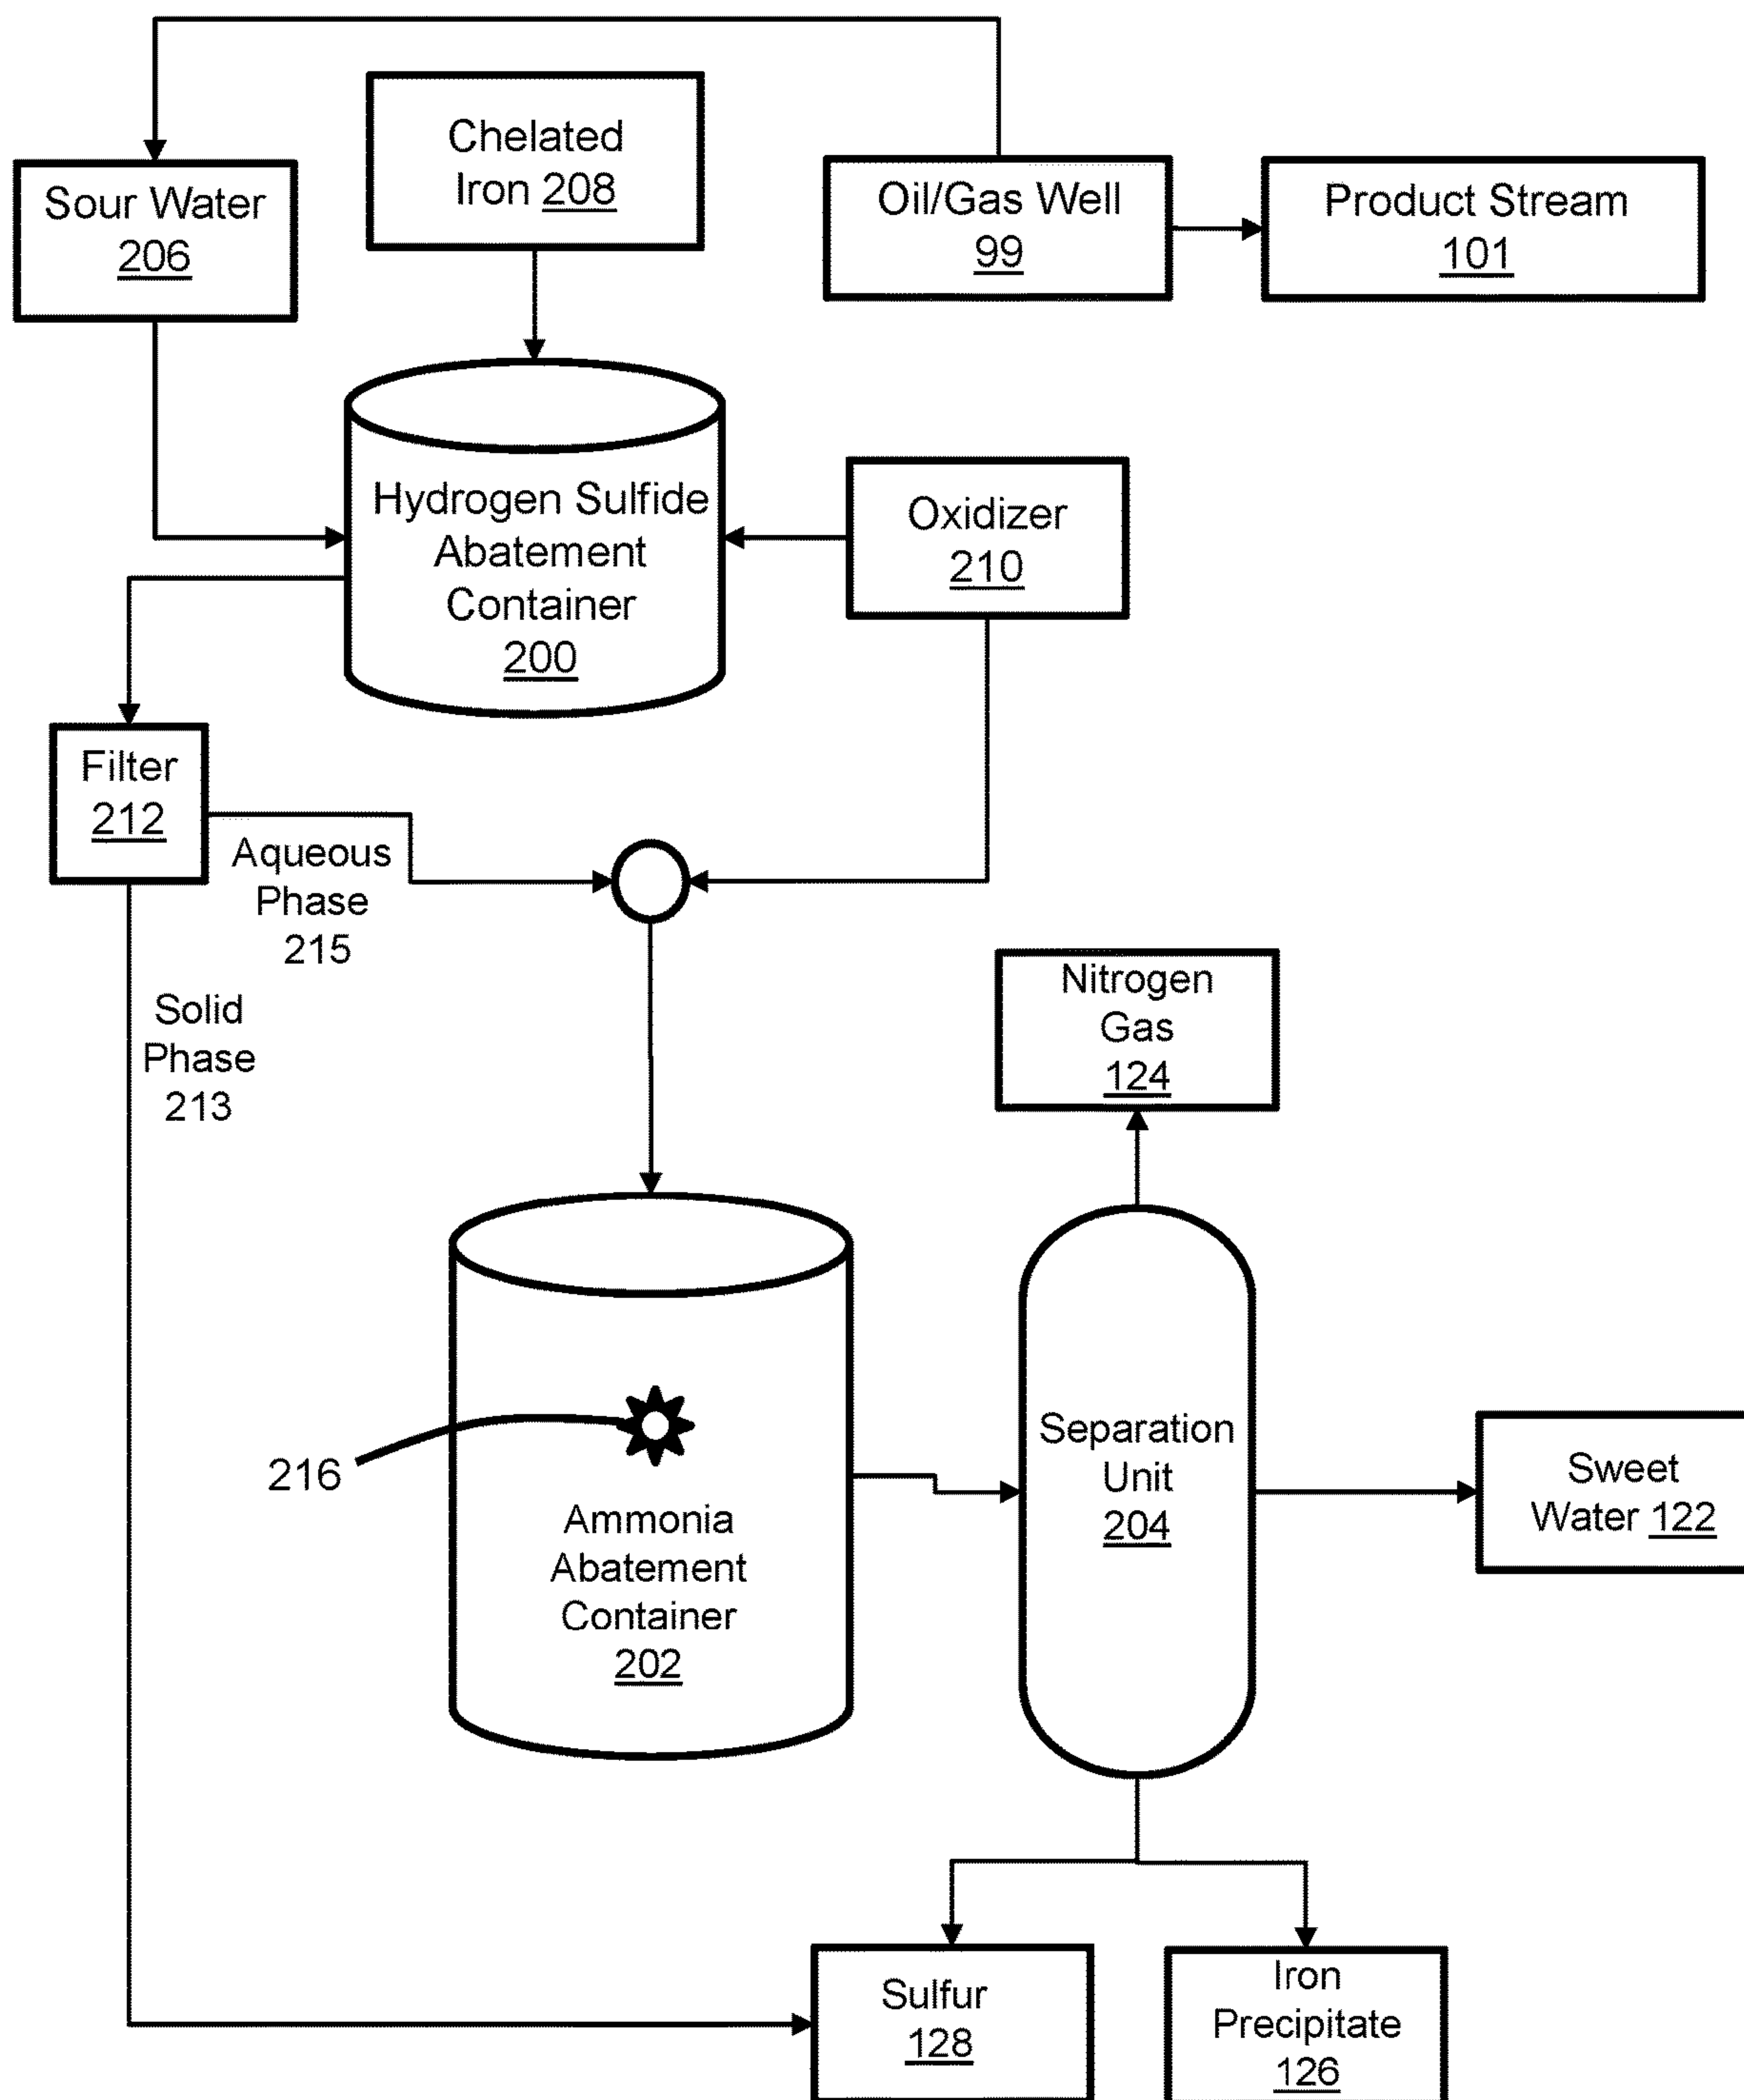 Chelated
Iron 208
Sour Water
206
Oil/Gas Well
99
Product Stream
101
Hydrogen Sulfide
Abatement
Container
200
Oxidizer
210
Filter
212
Aqueous
Phase
215
Solid
Phase
213
Nitrogen
Gas
124
216
Ammonia
Abatement
Container
202
Separation
Unit
204
Sweet
Water 122
Sulfur
128
Iron
Precipitate
126